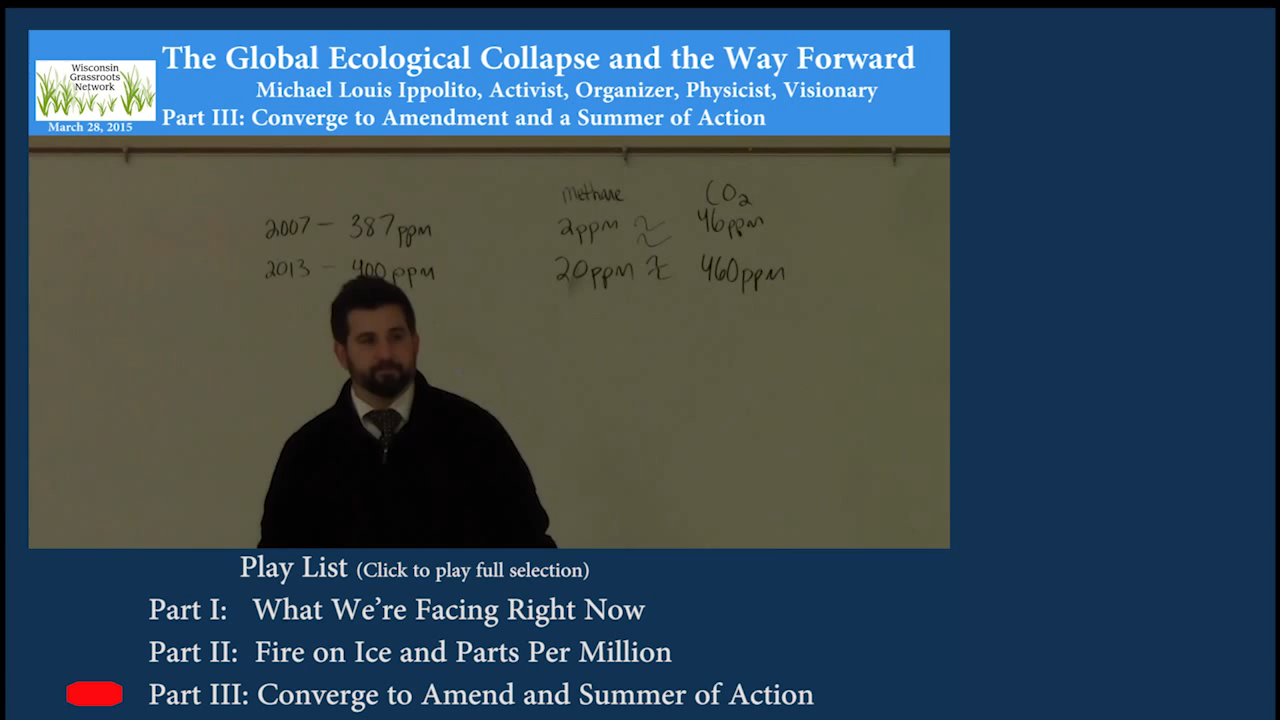 The Global Ecological Collapse and the Way Forward
Wisconsin
Grassroots
Network
Michael Louis Ippolito, Activist, Organizer, Physicist, Visionary
March 28, 2015
Part III: Converge to Amendment and a Summer of Action
Methane CO2
2007 - 387ppm 2ppm ≈ 46ppm
2013 - 400ppm 20ppm ≈ 460ppm
Play List (Click to play full selection)
Part I: What We're Facing Right Now
Part II: Fire on Ice and Parts Per Million
Part III: Converge to Amend and Summer of Action